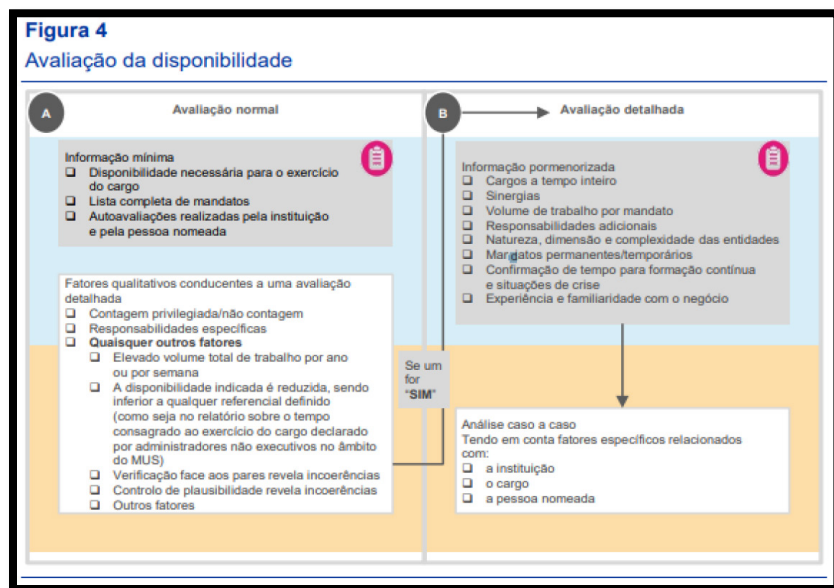 Figura 4
Avaliação da disponibilidade
A
Avaliação normal
Informação mínima
Disponibilidade necessária para o exercício
do cargo
Lista completa de mandatos
Autoavaliações realizadas pela instituição
e pela pessoa nomeada
Fatores qualitativos conducentes a uma avaliação
detalhada
Contagem privilegiada/não contagem
Responsabilidades específicas
Quaisquer outros fatores
Elevado volume total de trabalho por ano
ou por semana
A disponibilidade indicada é reduzida, sendo
inferior a qualquer referencial definido
(como seja no relatório sobre o tempo
consagrado ao exercício do cargo declarado
por administradores não executivos no âmbito
do MUS)
Verificação face aos pares revela incoerências
Controlo de plausibilidade revela incoerências
Outros fatores
Se um
for
“SIM”
B
Avaliação detalhada
Informação pormenorizada
Cargos a tempo inteiro
Sinergias
Volume de trabalho por mandato
Responsabilidades adicionais
Natureza, dimensão e complexidade das entidades
Mandatos permanentes/temporários
Confirmação de tempo para formação contínua
e situações de crise
Experiência e familiaridade com o negócio
Análise caso a caso
Tendo em conta fatores específicos relacionados
com:
a instituição
o cargo
a pessoa nomeada